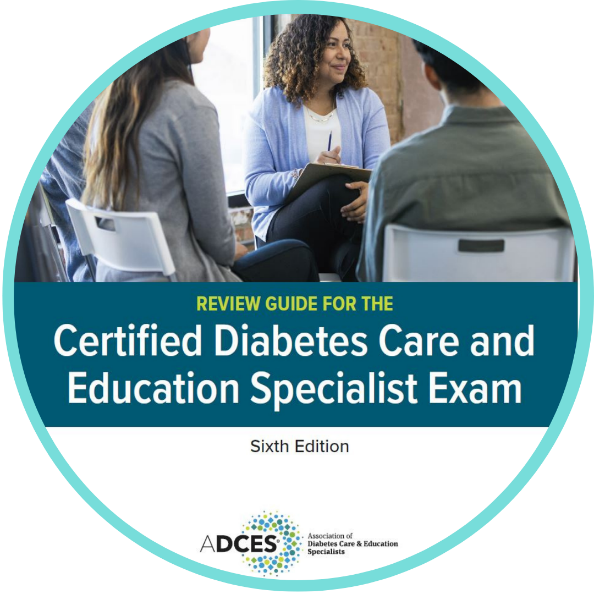 REVIEW GUIDE FOR THE
Certified Diabetes Care and
Education Specialist Exam
Sixth Edition
ADCES®
Association of
Diabetes Care & Education
Specialists